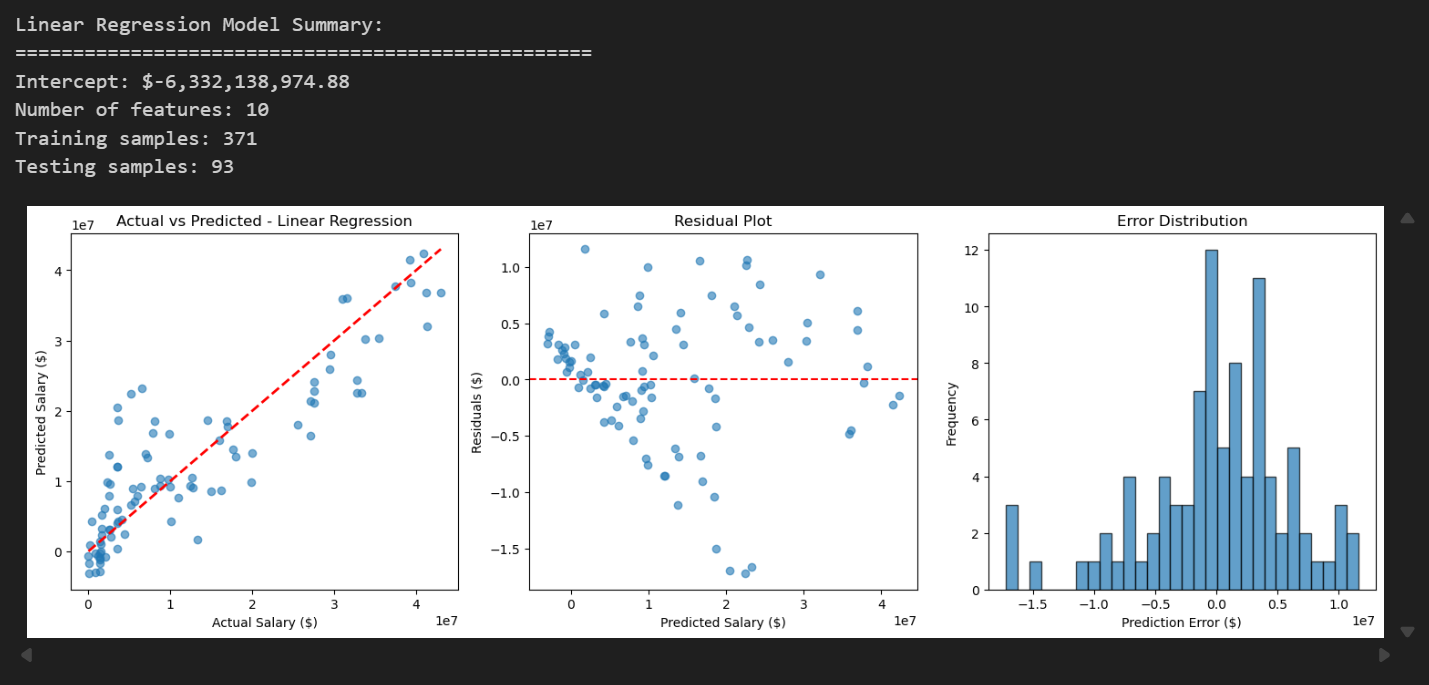 Linear Regression Model Summary:
==================================================
Intercept: $-6,332,138,974.88
Number of features: 10
Training samples: 371
Testing samples: 93
Actual vs Predicted - Linear Regression
1e7
4
3
2
1
0
Predicted Salary ($)
0 1 2 3 4
1e7
Actual Salary ($)
Residual Plot
1e7
1.0
0.5
0.0
−0.5
−1.0
−1.5
Residuals ($)
0 1 2 3 4
1e7
Predicted Salary ($)
Error Distribution
12
10
8
6
4
2
0
Frequency
−1.5 −1.0 −0.5 0.0 0.5 1.0
1e7
Prediction Error ($)